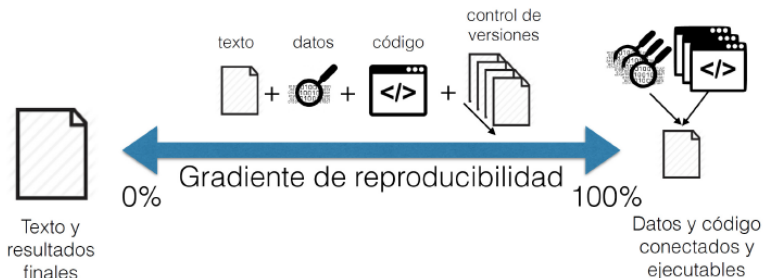 texto
datos
código
control de
versiones
+
+
+
</>
</>
0%
Gradiente de reproducibilidad
100%
Texto y
resultados
finales
Datos y código
conectados y
ejecutables